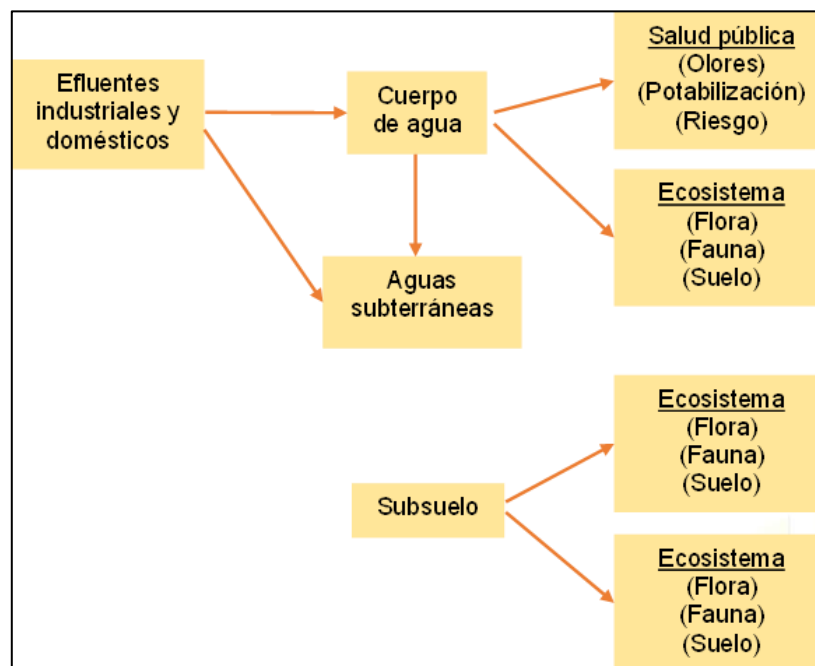 Efluentes
industriales y
domésticos
Cuerpo
de agua
Salud pública
(Olores)
(Potabilización)
(Riesgo)
Ecosistema
(Flora)
(Fauna)
(Suelo)
Aguas
subterráneas
Subsuelo
Ecosistema
(Flora)
(Fauna)
(Suelo)
Ecosistema
(Flora)
(Fauna)
(Suelo)